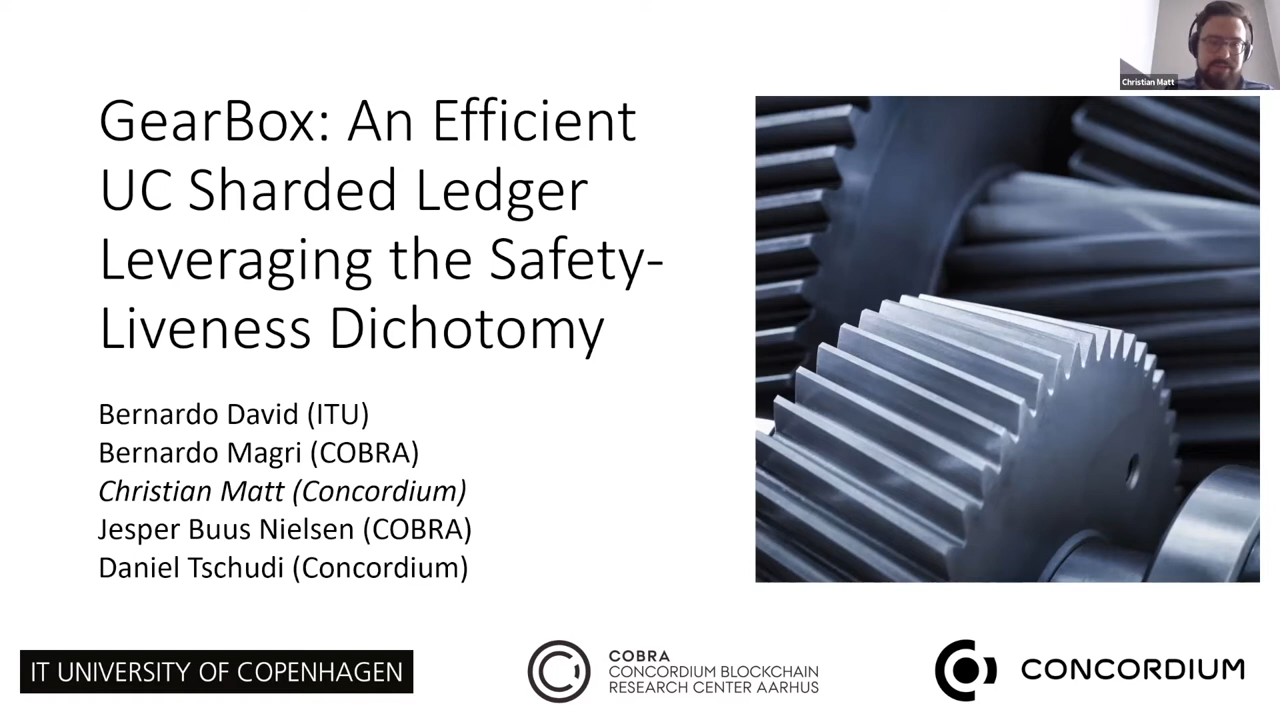 Christian Matt
GearBox: An Efficient
UC Sharded Ledger
Leveraging the Safety-
Liveness Dichotomy
Bernardo David (ITU)
Bernardo Magri (COBRA)
Christian Matt (Concordium)
Jesper Buus Nielsen (COBRA)
Daniel Tschudi (Concordium)
IT UNIVERSITY OF COPENHAGEN
COBRA
CONCORDIUM BLOCKCHAIN
RESEARCH CENTER AARHUS
CONCORDIUM